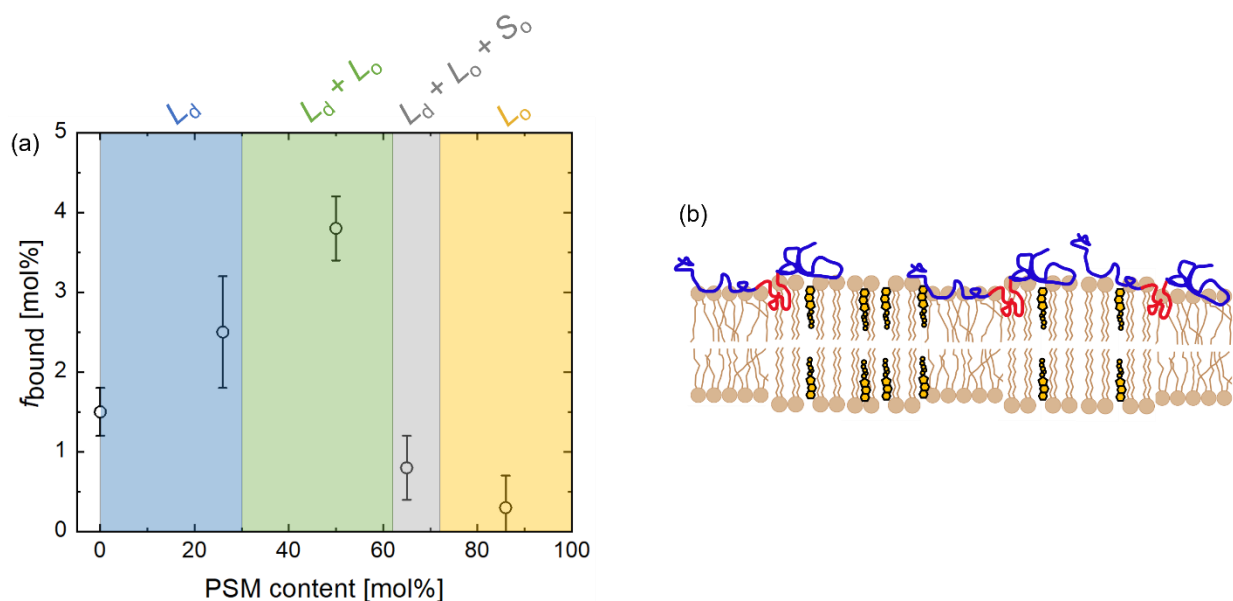 Ld
Ld + Lo
Ld + Lo + So
Lo
(a)
5
4
3
2
1
0
fbound [mol%]
0 20 40 60 80 100
PSM content [mol%]
(b)